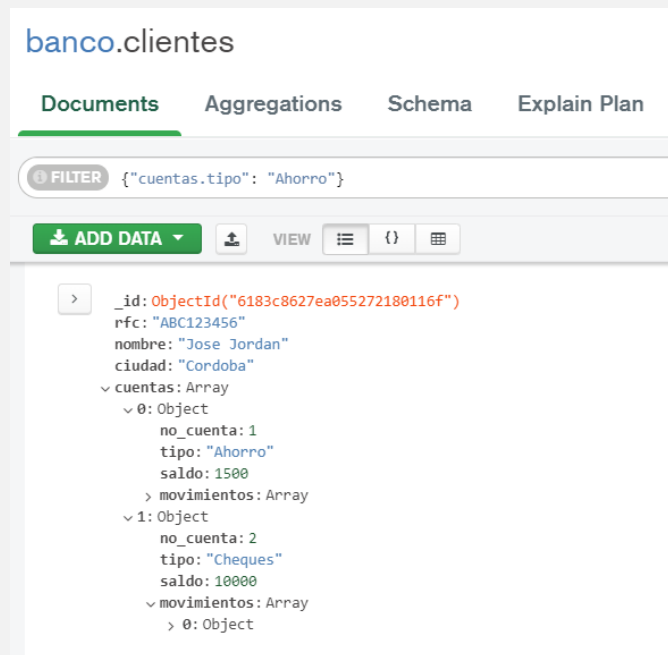 banco.clientes
Documents Aggregations Schema Explain Plan
FILTER {"cuentas.tipo": "Ahorro"}
ADD DATA VIEW {}
_id:ObjectId("6183c8627ea055272180116f")
rfc:"ABC123456"
nombre:"Jose Jordan"
ciudad:"Cordoba"
cuentas:Array
0:Object
no_cuenta:1
tipo:"Ahorro"
saldo:1500
movimientos:Array
1:Object
no_cuenta:2
tipo:"Cheques"
saldo:10000
movimientos:Array
0:Object